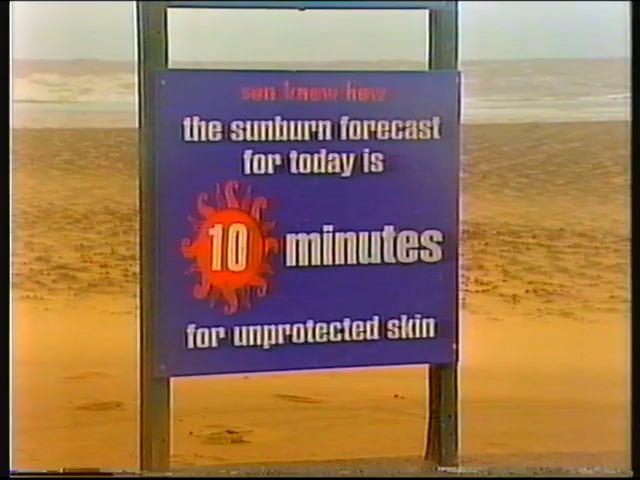 sun know how
the sunburn forecast
for today is
10 minutes
for unprotected skin